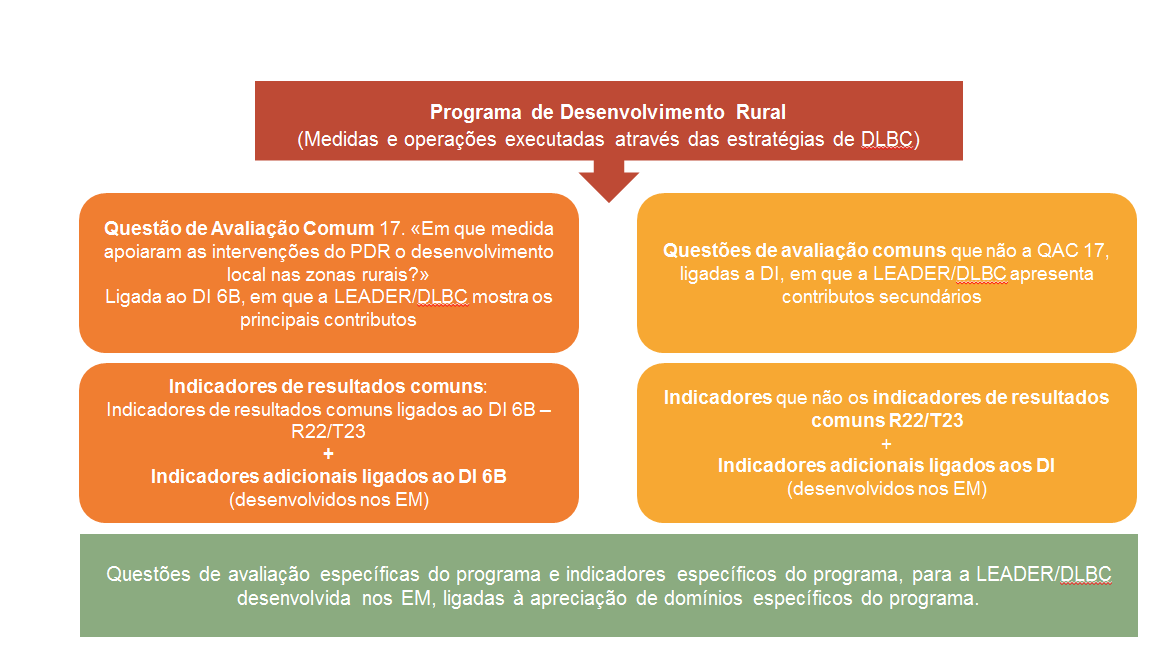 Programa de Desenvolvimento Rural
(Medidas e operações executadas através das estratégias de DLBC)
Questão de Avaliação Comum 17. «Em que medida
apoiaram as intervenções do PDR o desenvolvimento
local nas zonas rurais?»
Ligada ao DI 6B, em que a LEADER/DLBC mostra os
principais contributos
Questões de avaliação comuns que não a QAC 17,
ligadas a DI, em que a LEADER/DLBC apresenta
contributos secundários
Indicadores de resultados comuns:
Indicadores de resultados comuns ligados ao DI 6B –
R22/T23
+
Indicadores adicionais ligados ao DI 6B
(desenvolvidos nos EM)
Indicadores que não os indicadores de resultados
comuns R22/T23
+
Indicadores adicionais ligados aos DI
(desenvolvidos nos EM)
Questões de avaliação específicas do programa e indicadores específicos do programa, para a LEADER/DLBC
desenvolvida nos EM, ligadas à apreciação de domínios específicos do programa.